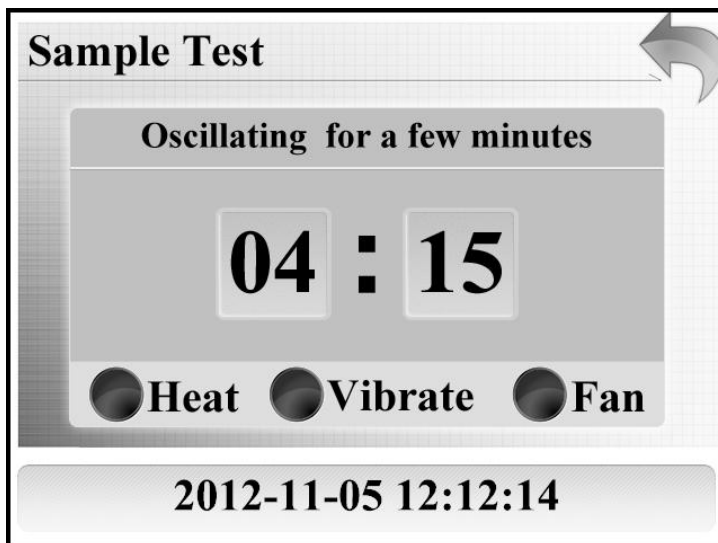 Sample Test
Oscillating for a few minutes
04 : 15
Heat Vibrate Fan
2012-11-05 12:12:14